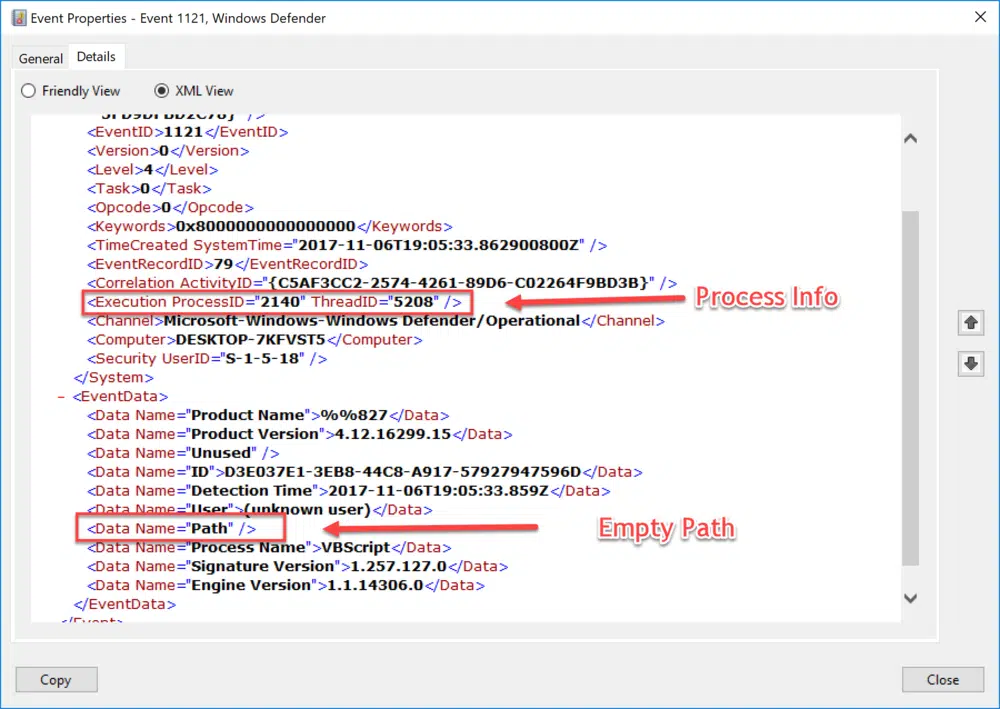 Event Properties - Event 1121, Windows Defender
General Details
Friendly View XML View
<EventID>1121</EventID>
<Version>0</Version>
<Level>4</Level>
<Task>0</Task>
<Opcode>0</Opcode>
<Keywords>0x8000000000000000</Keywords>
<TimeCreated SystemTime="2017-11-06T19:05:33.862900800Z" />
<EventRecordID>79</EventRecordID>
<Correlation ActivityID="{C5AF3CC2-2574-4261-89D6-C02264F9BD3B}" />
<Execution ProcessID="2140" ThreadID="5208" />
Process Info
<Channel>Microsoft-Windows-Windows Defender/Operational</Channel>
<Computer>DESKTOP-7KFVST5</Computer>
<Security UserID="S-1-5-18" />
</System>
- <EventData>
<Data Name="Product Name">%%827</Data>
<Data Name="Product Version">4.12.16299.15</Data>
<Data Name="Unused" />
<Data Name="ID">D3E037E1-3EB8-44C8-A917-57927947596D</Data>
<Data Name="Detection Time">2017-11-06T19:05:33.859Z</Data>
<Data Name="User">(unknown user)</Data>
<Data Name="Path" />
Empty Path
<Data Name="Process Name">VBScript</Data>
<Data Name="Signature Version">1.257.127.0</Data>
<Data Name="Engine Version">1.1.14306.0</Data>
</EventData>
</Event>
Copy Close